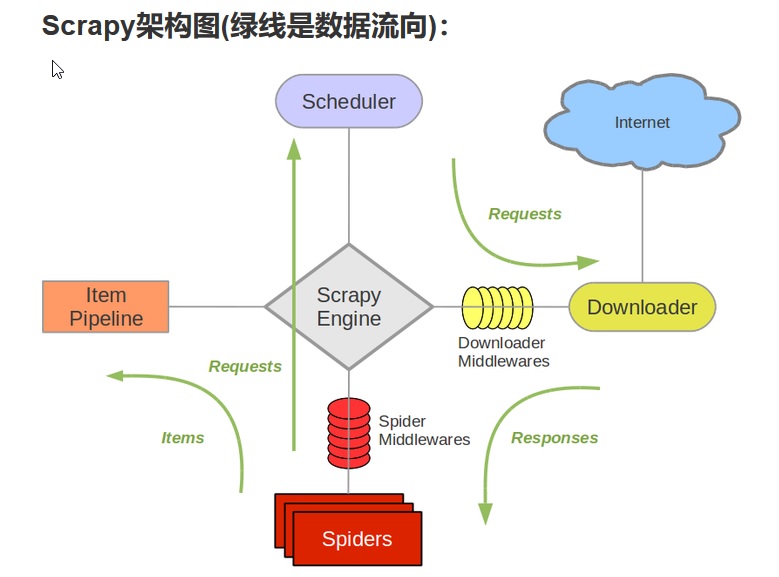 Scrapy架构图(绿线是数据流向)：
Scheduler
Internet
Requests
Item
Pipeline
Scrapy
Engine
Downloader
Downloader
Middlewares
Requests
Items
Spider
Middlewares
Responses
Spiders